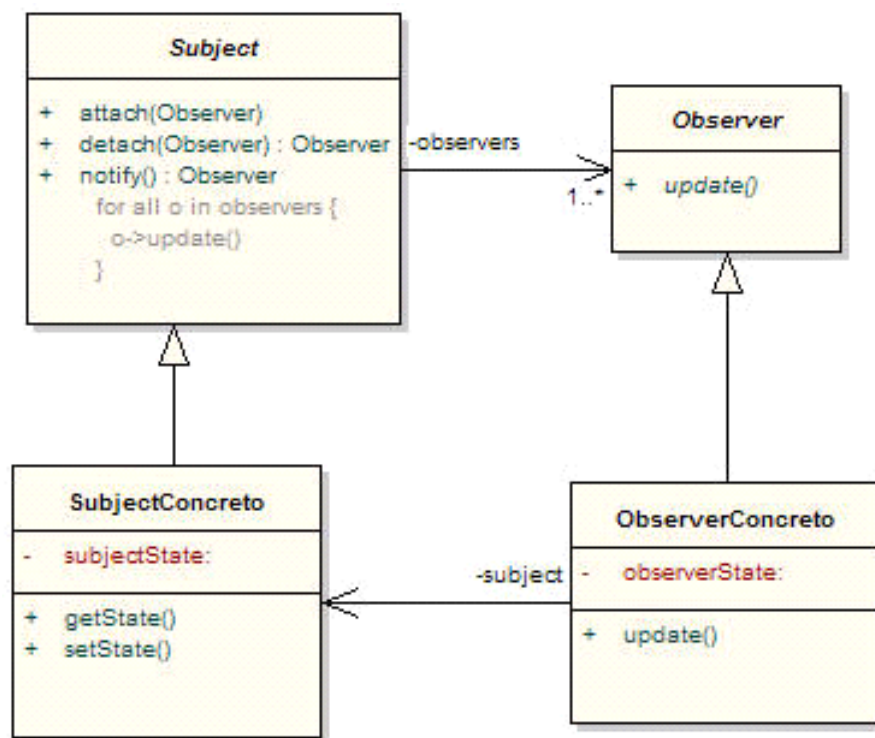 Subject
+ attach(Observer)
+ detach(Observer) : Observer
+ notify() : Observer
for all o in observers {
o->update()
}
-observers
1..*
Observer
+ update()
SubjectConcreto
- subjectState:
+ getState()
+ setState()
-subject
ObserverConcreto
- observerState:
+ update()